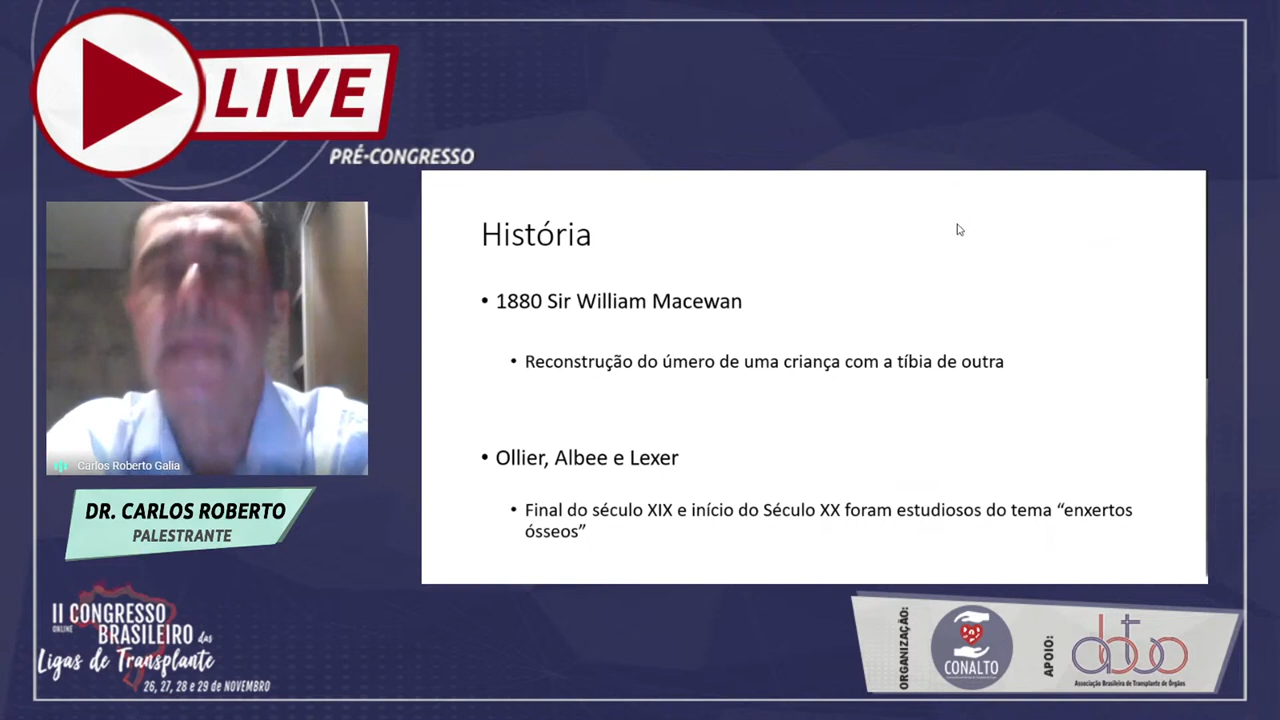 LIVE
PRÉ-CONGRESSO
História
• 1880 Sir William Macewan
• Reconstrução do úmero de uma criança com a tíbia de outra
• Ollier, Albee e Lexer
• Final do século XIX e início do Século XX foram estudiosos do tema “enxertos
ósseos”
Carlos Roberto Galia
DR. CARLOS ROBERTO
PALESTRANTE
II CONGRESSO
ONLINE
BRASILEIRO das
Ligas de Transplante
26, 27, 28 e 29 de NOVEMBRO
ORGANIZAÇÃO:
CONALTO
APOIO:
abto
Associação Brasileira de Transplante de Órgãos